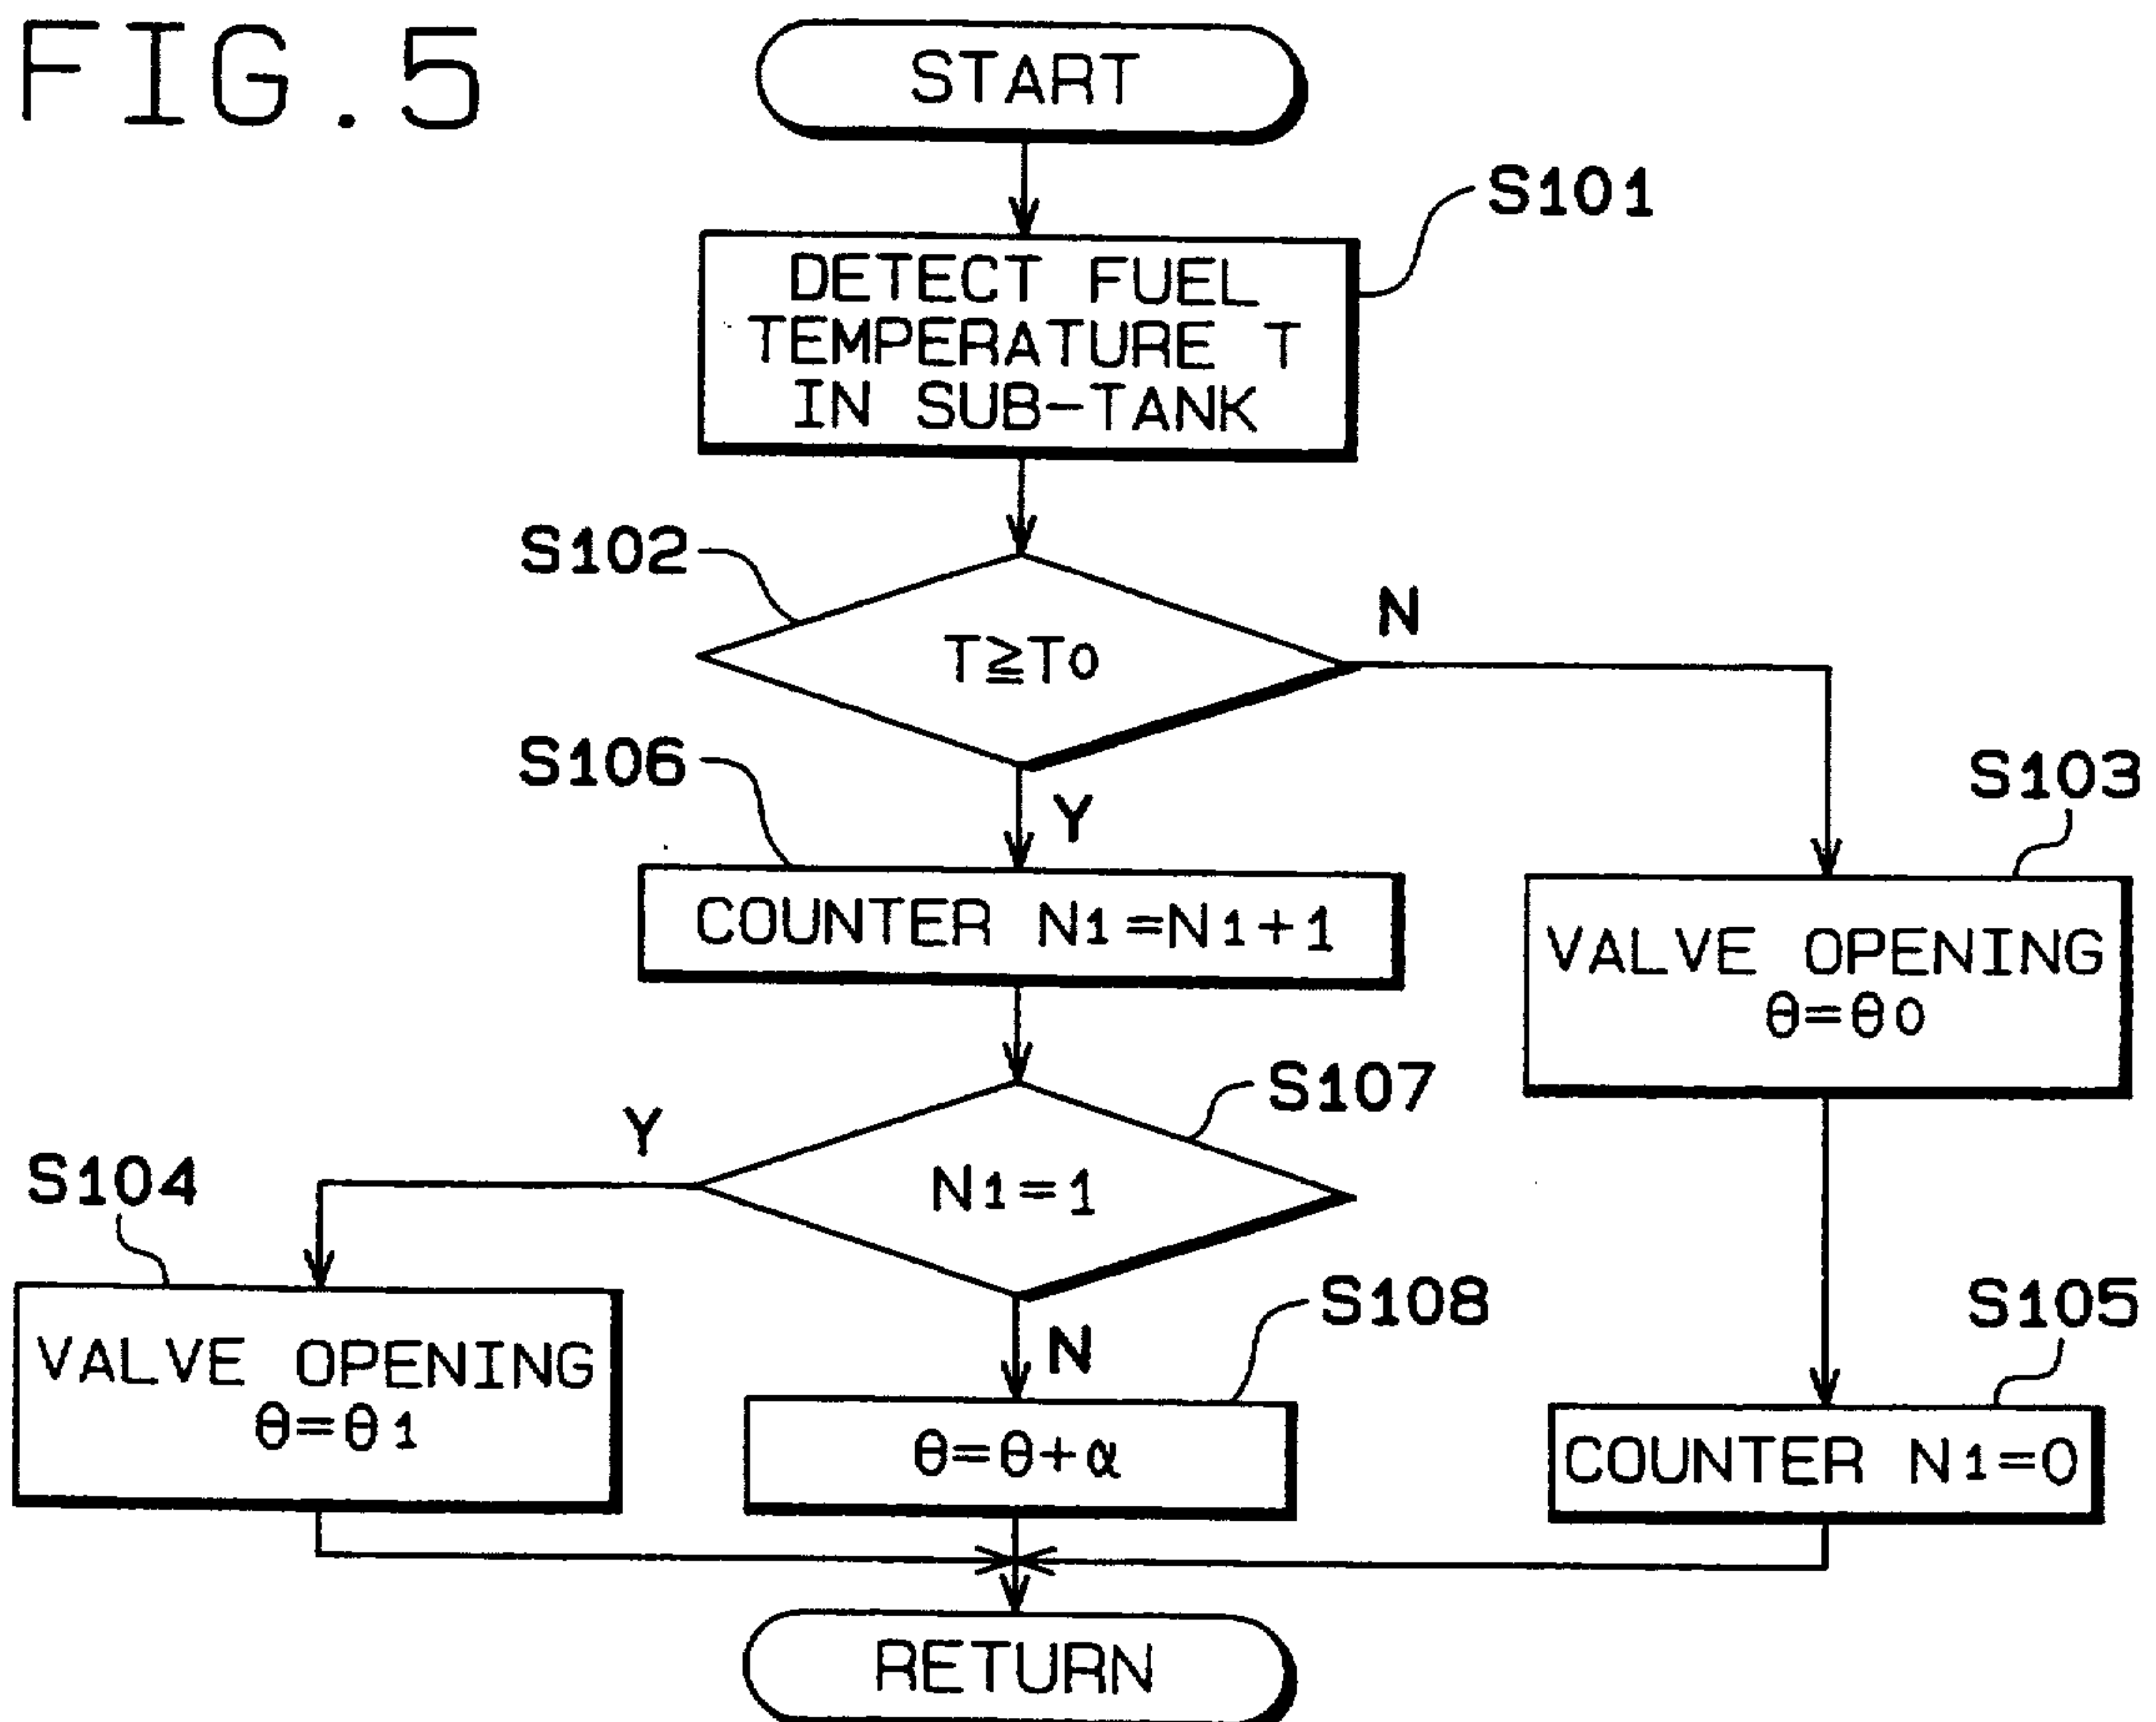 FIG.5
START
S101
DETECT FUEL
TEMPERATURE T
IN SUB-TANK
S102
T≧T0
N
S106
Y
S103
COUNTER N1=N1+1
VALVE OPENING
θ=θ0
S107
Y
N1=1
S104
S108
S105
VALVE OPENING
θ=θ1
N
θ=θ+α
COUNTER N1=0
RETURN